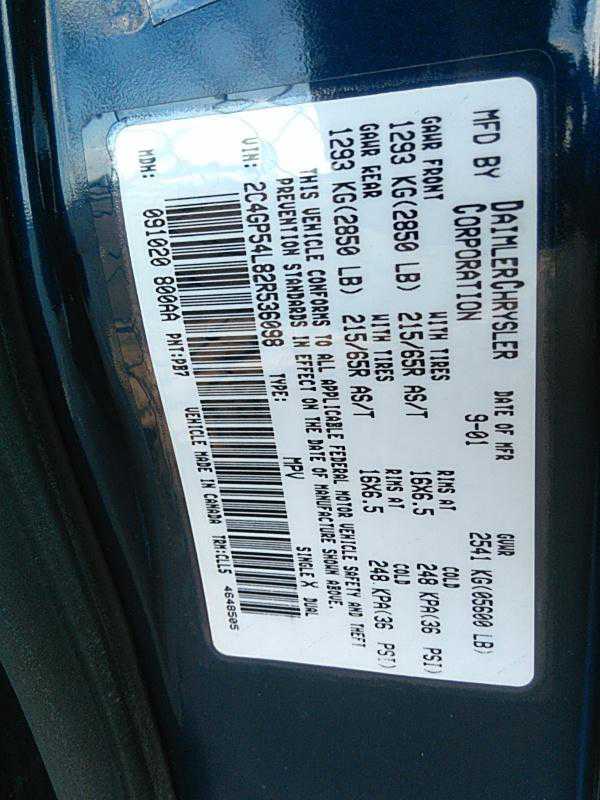 MFD BY DAIMLERCHRYSLER CORPORATION DATE OF MFR 9-01 GVWR 2541 KG(05600 LB)
GAWR FRONT WITH TIRES RIMS AT COLD
1293 KG(2850 LB) 215/65R AS/T 16X6.5 248 KPA(36 PSI)
GAWR REAR WITH TIRES RIMS AT COLD
1293 KG(2850 LB) 215/65R AS/T 16X6.5 248 KPA(36 PSI)
THIS VEHICLE CONFORMS TO ALL APPLICABLE FEDERAL MOTOR VEHICLE SAFETY AND THEFT
PREVENTION STANDARDS IN EFFECT ON THE DATE OF MANUFACTURE SHOWN ABOVE.
VIN: 2C4GP54L82R536098 TYPE: MPV SINGLE X DUAL
MDH: 091020 800AA PNT:PB7 VEHICLE MADE IN CANADA TRM:CLL5 4648505